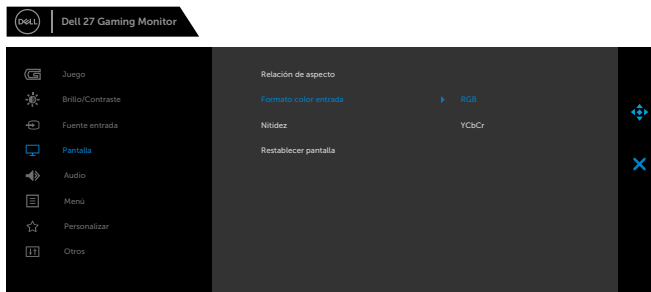 DELL
Dell 27 Gaming Monitor
Juego
Relación de aspecto
Brillo/Contraste
Formato color entrada
RGB
Fuente entrada
Nitidez
YCbCr
Pantalla
Restablecer pantalla
Audio
Menú
Personalizar
Otros